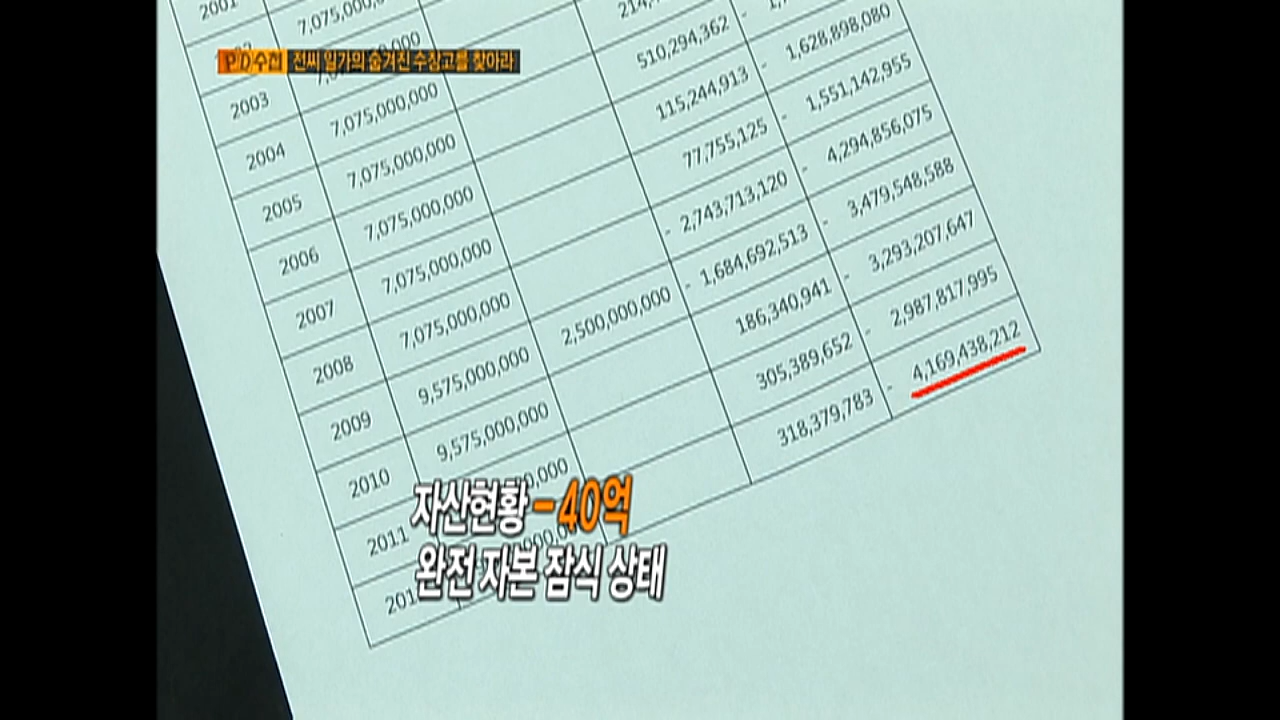 PD수첩 전씨 일가의 숨겨진 수장고를 찾아라
2001
7,075,000
2003
2004 7,075,000,000
2005 7,075,000,000 510,294,362 -
2006 7,075,000,000 115,244,913 - 1,628,898,080
2007 7,075,000,000 77,755,125 - 1,551,142,955
2008 7,075,000,000 - 2,743,713,120 - 4,294,856,075
2009 9,575,000,000 2,500,000,000 - 1,684,692,513 - 3,479,548,588
2010 9,575,000,000 186,340,941 - 3,293,207,647
2011 305,389,652 - 2,987,817,995
318,379,783 - 4,169,438,212
자산현황 -40억
완전 자본 잠식 상태